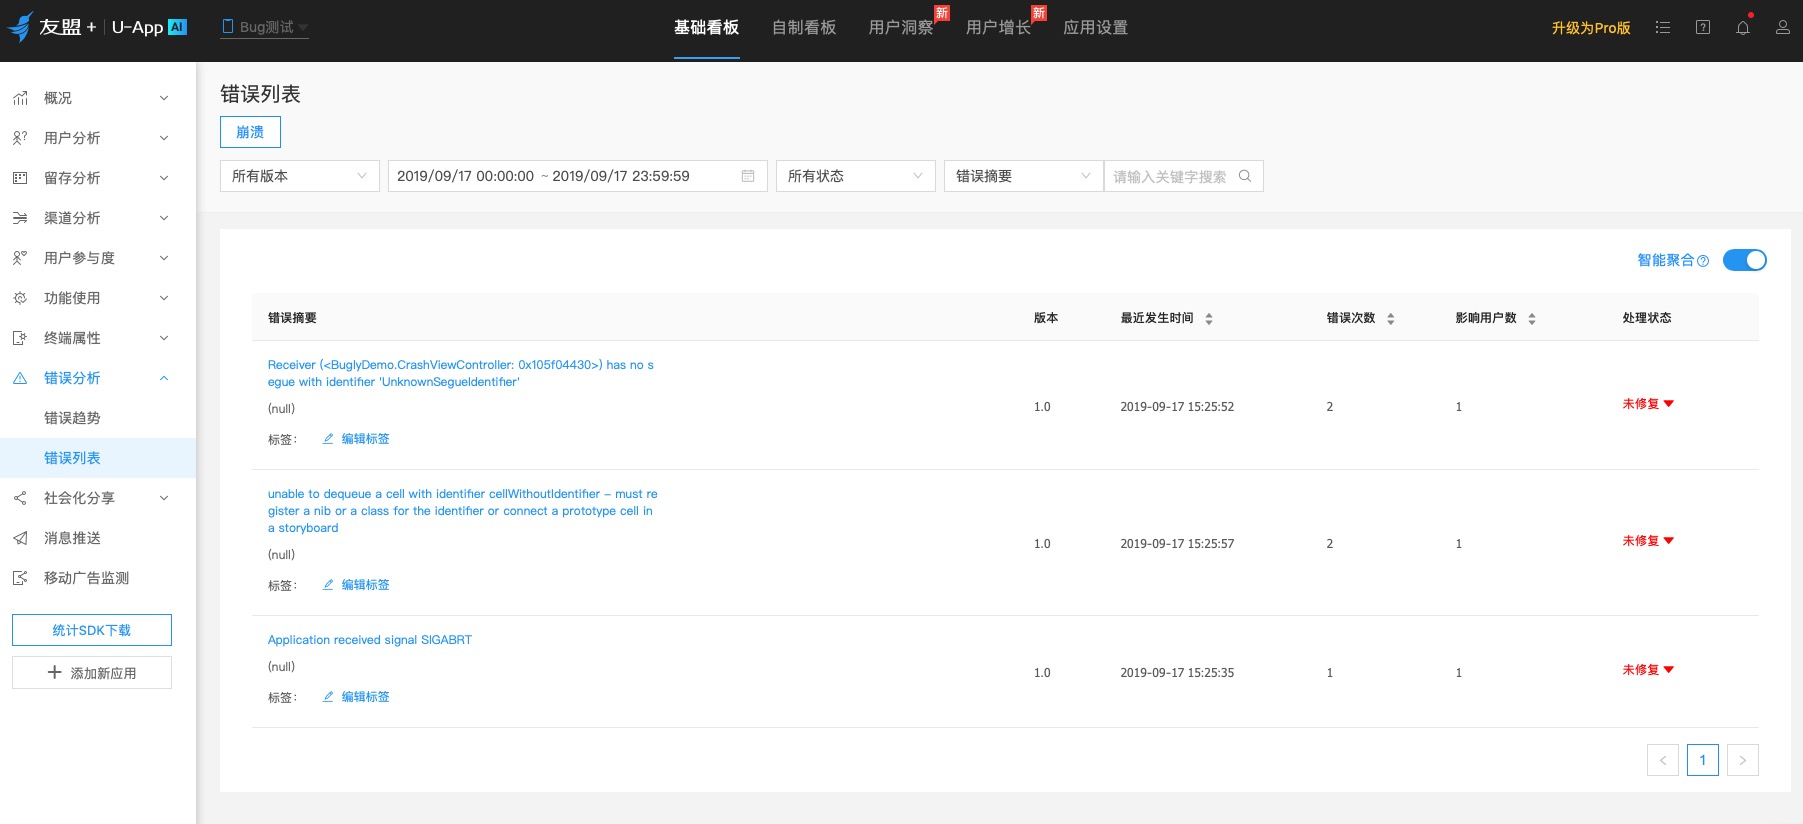 友盟+ U-App AI
Bug测试
基础看板
自制看板
用户洞察
新
用户增长
新
应用设置
升级为Pro版
概况
用户分析
留存分析
渠道分析
用户参与度
功能使用
终端属性
错误分析
错误趋势
错误列表
社会化分享
消息推送
移动广告监测
统计SDK下载
添加新应用
错误列表
崩溃
所有版本
2019/09/17 00:00:00 ~ 2019/09/17 23:59:59
所有状态
错误摘要
请输入关键字搜索
智能聚合
错误摘要 版本 最近发生时间 错误次数 影响用户数 处理状态
Receiver (<BuglyDemo.CrashViewController: 0x105f04430>) has no s
egue with identifier 'UnknownSegueIdentifier'
(null)
标签: 编辑标签
1.0 2019-09-17 15:25:52 2 1 未修复
unable to dequeue a cell with identifier cellWithoutIdentifier - must re
gister a nib or a class for the identifier or connect a prototype cell in
a storyboard
(null)
标签: 编辑标签
1.0 2019-09-17 15:25:57 2 1 未修复
Application received signal SIGABRT
(null)
标签: 编辑标签
1.0 2019-09-17 15:25:35 1 1 未修复
< 1 >